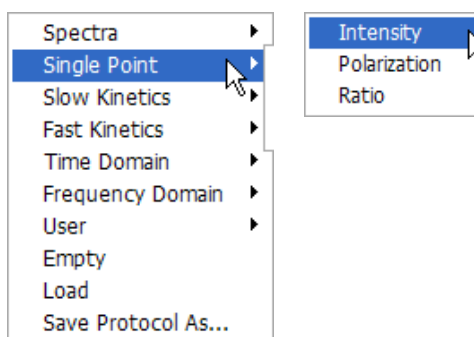 Spectra
Single Point
Slow Kinetics
Fast Kinetics
Time Domain
Frequency Domain
User
Empty
Load
Save Protocol As...
Intensity
Polarization
Ratio